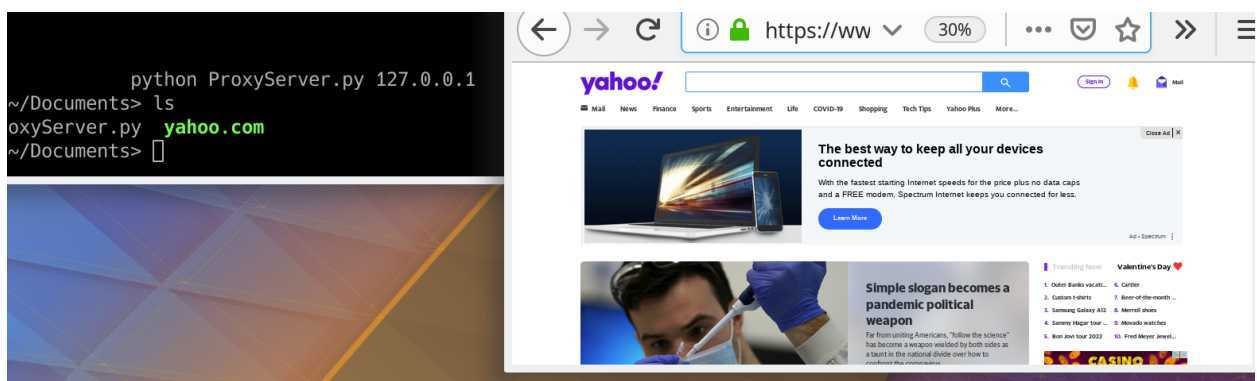 python ProxyServer.py 127.0.0.1
~/Documents> ls
oxyServer.py yahoo.com
~/Documents>
https://ww
30%
yahoo!
Sign in
Mail
Mail News Finance Sports Entertainment Life COVID-19 Shopping Tech Tips Yahoo Plus More...
Close Ad X
The best way to keep all your devices
connected
With the fastest starting Internet speeds for the price plus no data caps
and a FREE modem, Spectrum Internet keeps you connected for less.
Learn More
Ad • Spectrum
Simple slogan becomes a
pandemic political
weapon
Far from uniting Americans, "follow the science"
has become a weapon wielded by both sides as
a taunt in the national divide over how to
confront the coronavirus
Trending Now Valentine's Day
1. Outer Banks vacati... 6. Cartier
2. Custom t-shirts 7. Beer-of-the-month ...
3. Samsung Galaxy A12 8. Merrell shoes
4. Sammy Hagar tour ... 9. Movado watches
5. Bon Jovi tour 2022 10. Fred Meyer Jewel...
CASINO